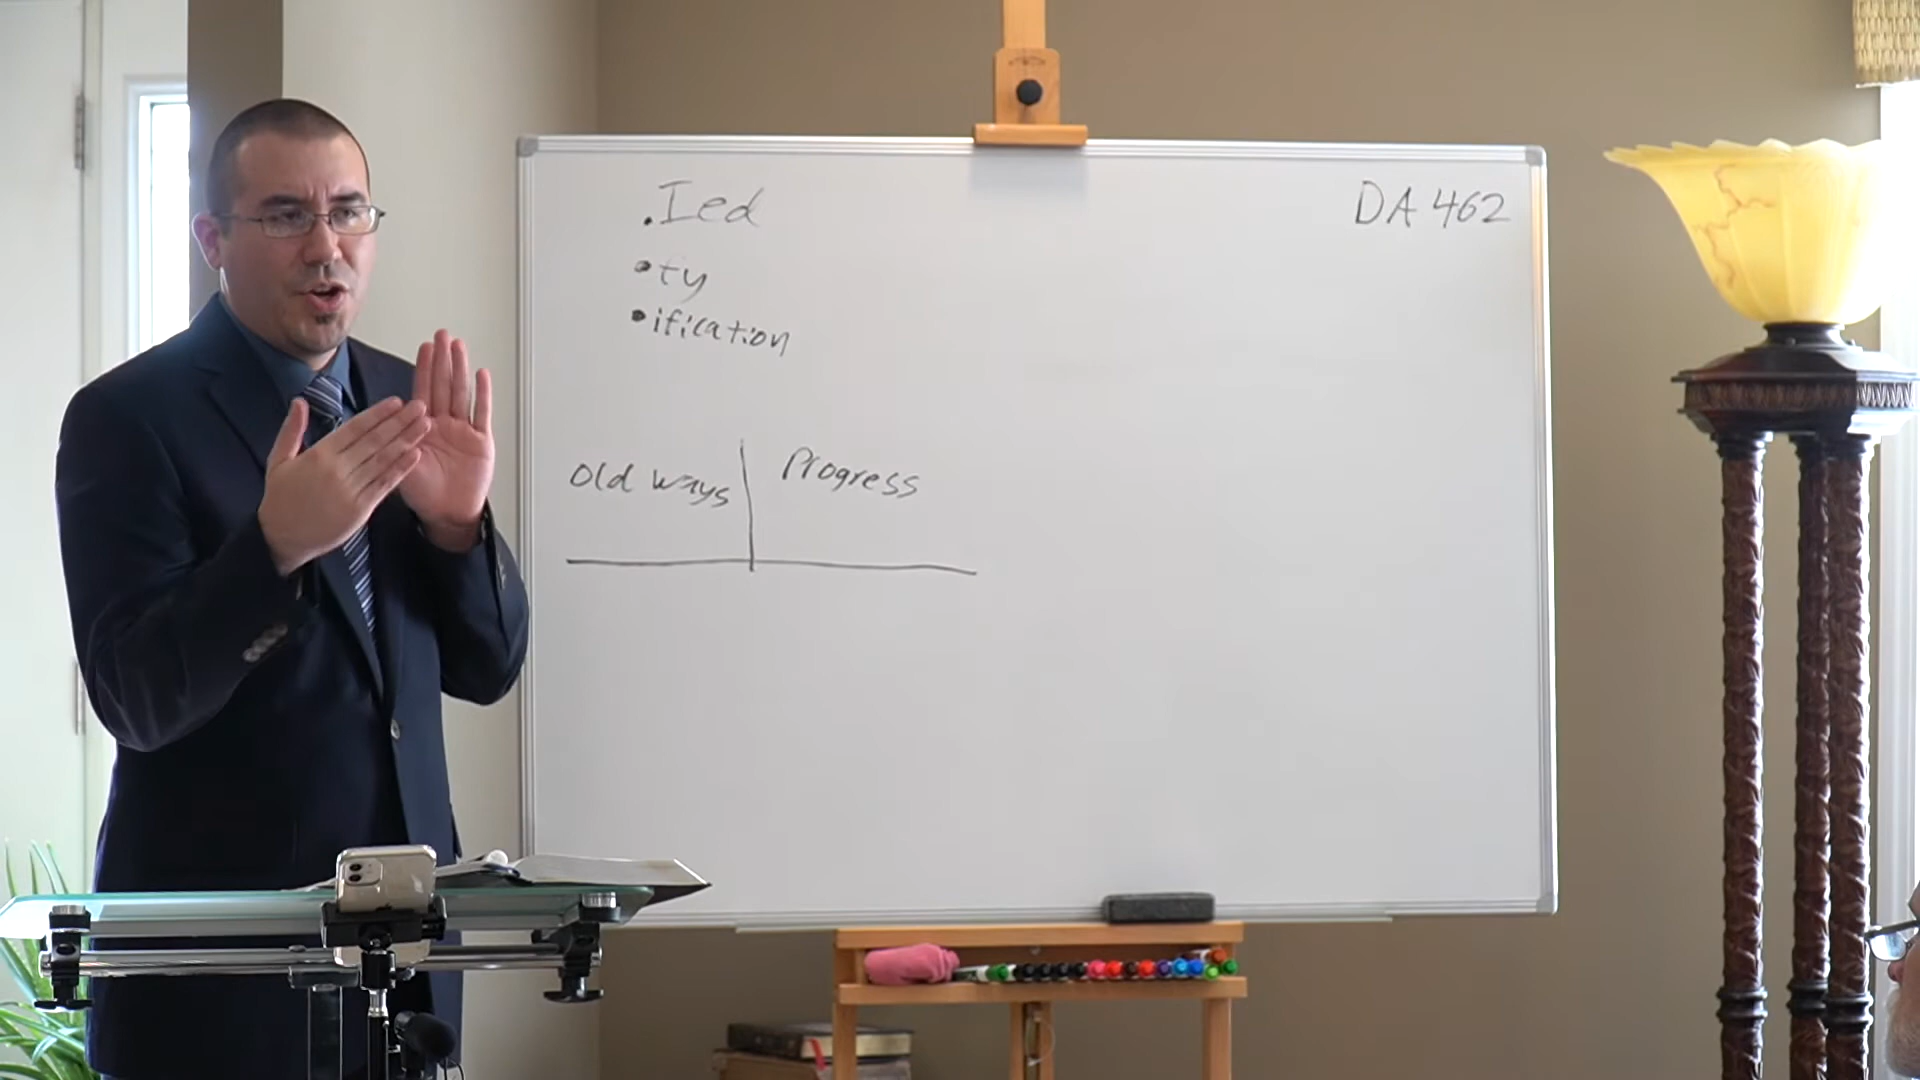 .Ied
DA 462
•ty
•ification
Old ways
Progress